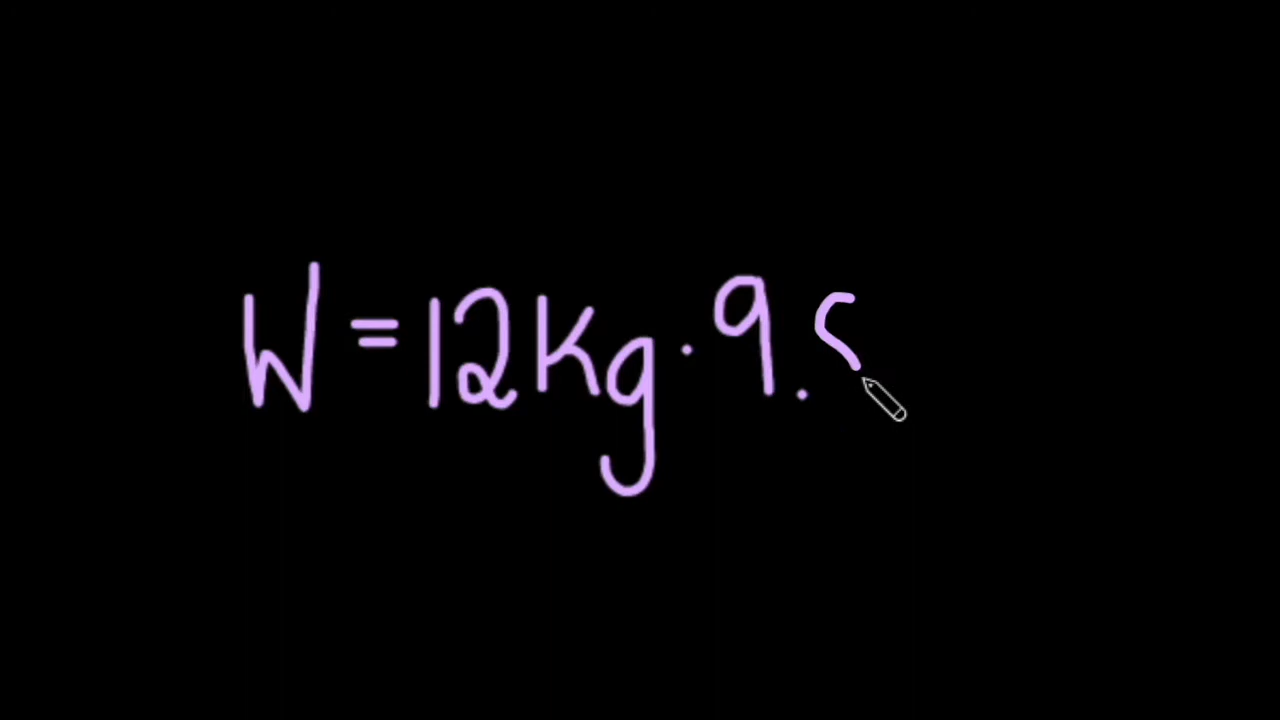 W = 12kg · 9.